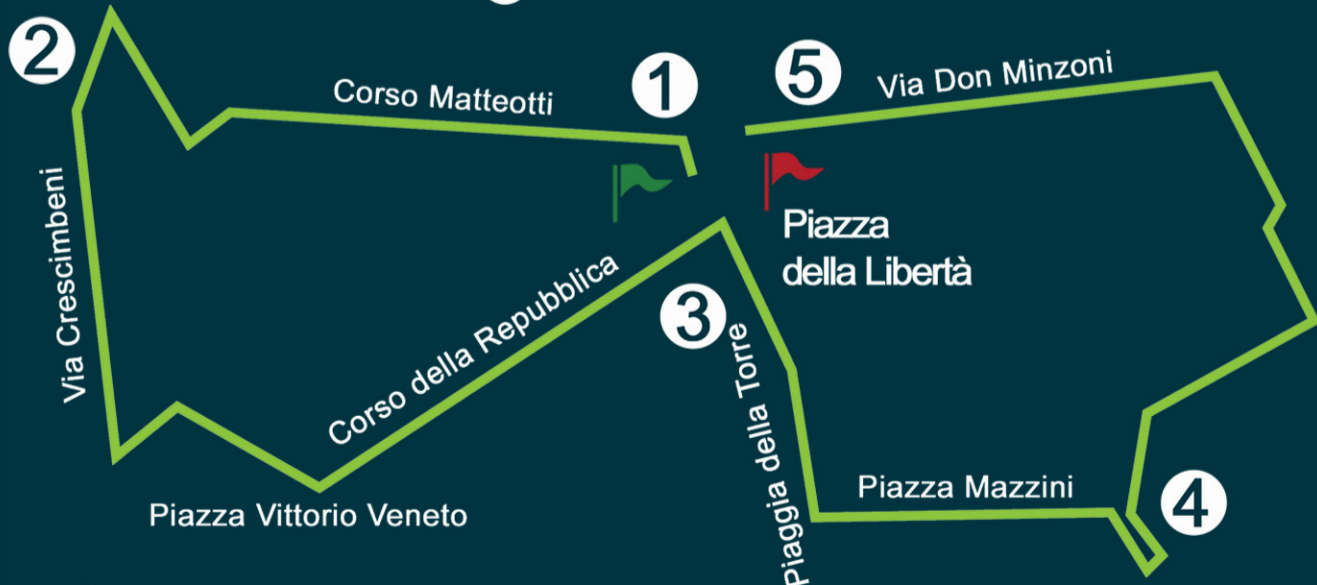 2
Corso Matteotti
1
5
Via Don Minzoni
Via Crescimbeni
Piazza
della Libertà
Corso della Repubblica
3
Piaggia della Torre
Piazza Vittorio Veneto
Piazza Mazzini
4